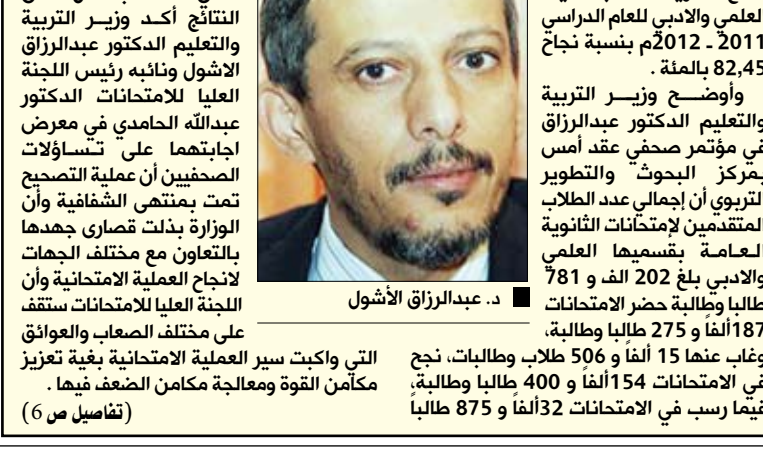 العلمي والادبي للعام الدراسي
2011 ـ 2012م بنسبة نجاح
82,45 بالمئة .
وأوضح وزير التربية
والتعليم الدكتور عبدالرزاق
في مؤتمر صحفي عقد أمس
بمركز البحوث والتطوير
التربوي أن إجمالي عدد الطلاب
المتقدمين لإمتحانات الثانوية
العامة بقسميها العلمي
والادبي بلغ 202 الف و 781
طالبا وطالبة حضر الامتحانات
187ألفاً و 275 طالبا وطالبة،
وغاب عنها 15 ألفاً و 506 طلاب وطالبات، نجح
في الامتحانات 154ألفاً و 400 طالبا وطالبة،
فيما رسب في الامتحانات 32ألفاً و 875 طالباً
د. عبدالرزاق الأشول
النتائج أكد وزير التربية
والتعليم الدكتور عبدالرزاق
الاشول ونائبه رئيس اللجنة
العليا للامتحانات الدكتور
عبدالله الحامدي في معرض
اجابتهما على تساؤلات
الصحفيين أن عملية التصحيح
تمت بمنتهى الشفافية وأن
الوزارة بذلت قصارى جهدها
بالتعاون مع مختلف الجهات
لانجاح العملية الامتحانية وأن
اللجنة العليا للامتحانات ستقف
على مختلف الصعاب والعوائق
التي واكبت سير العملية الامتحانية بغية تعزيز
مكامن القوة ومعالجة مكامن الضعف فيها .
(تفاصيل ص 6)